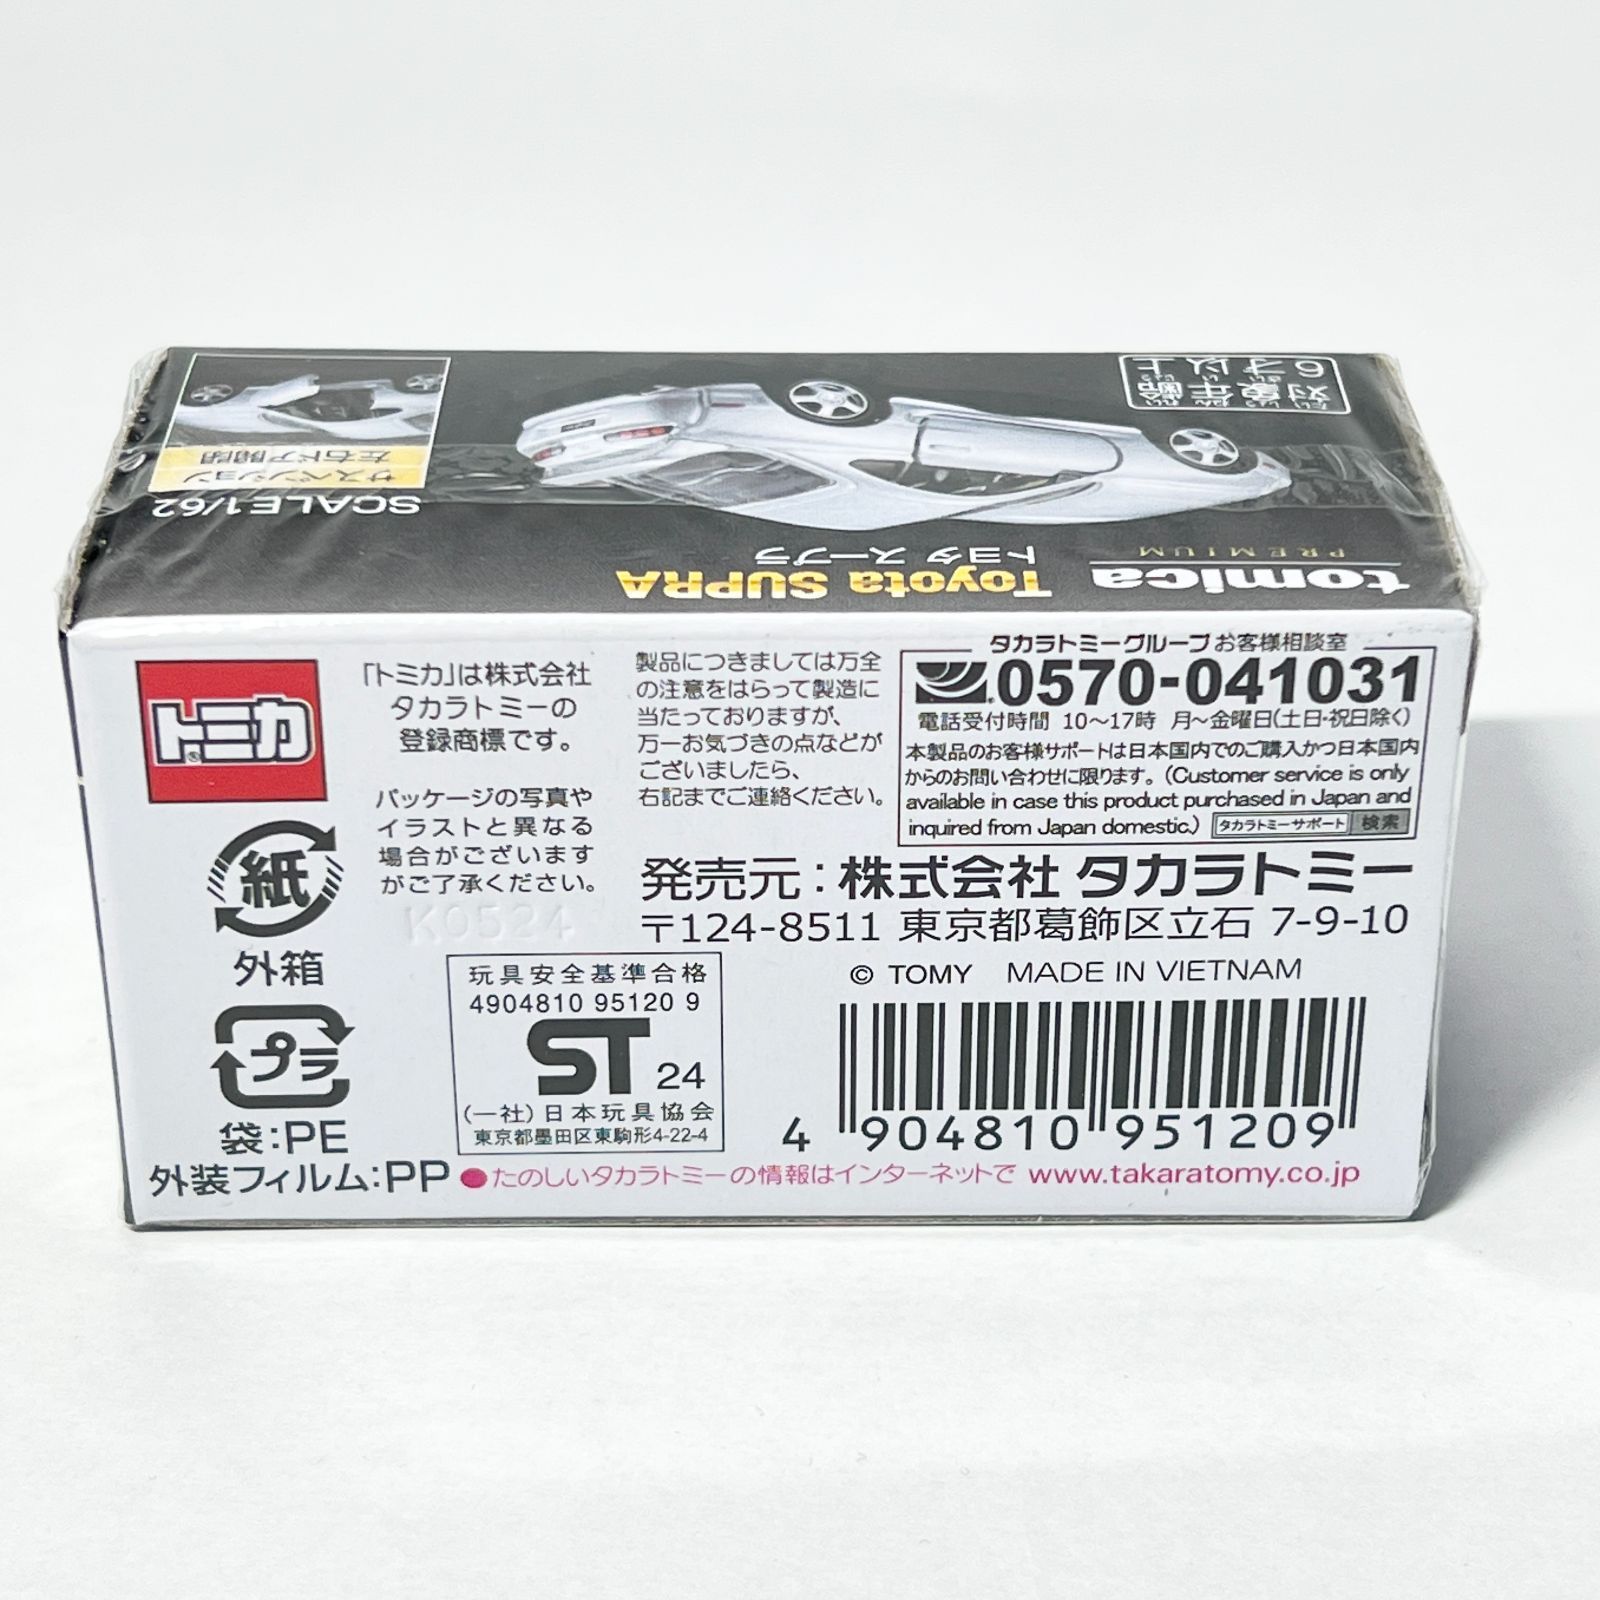 対象年齢
6才以上
tomica
PREMIUM
Toyota SUPRA
トヨタ スープラ
SCALE1/62
サスペンション
左右ドア開閉
トミカ®
「トミカ」は株式会社
タカラトミーの
登録商標です。
パッケージの写真や
イラストと異なる
場合がございます
がご了承ください。
K0524
製品につきましては万全
の注意をはらって製造に
当たっておりますが、
万一お気づきの点などが
ございましたら、
右記までご連絡ください。
タカラトミーグループお客様相談室
0570-041031
電話受付時間 10〜17時 月〜金曜日(土日・祝日除く)
本製品のお客様サポートは日本国内でのご購入かつ日本国内
からのお問い合わせに限ります。(Customer service is only
available in case this product purchased in Japan and
inquired from Japan domestic.) タカラトミーサポート 検索
発売元:株式会社 タカラトミー
〒124-8511 東京都葛飾区立石 7-9-10
© TOMY MADE IN VIETNAM
紙
外箱
プラ
袋:PE
外装フィルム:PP
玩具安全基準合格
4904810 95120 9
ST 24
(一社)日本玩具協会
東京都墨田区東駒形4-22-4
4 904810 951209
●たのしいタカラトミーの情報はインターネットで www.takaratomy.co.jp